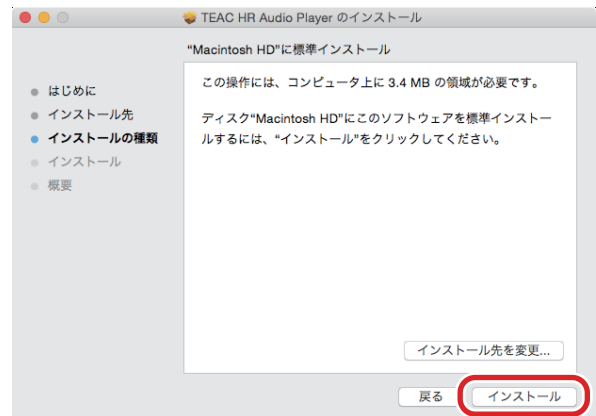 TEAC HR Audio Player のインストール
“Macintosh HD”に標準インストール
はじめに
インストール先
インストールの種類
インストール
概要
この操作には、コンピュータ上に 3.4 MB の領域が必要です。
ディスク“Macintosh HD”にこのソフトウェアを標準インストー
ルするには、“インストール”をクリックしてください。
インストール先を変更...
戻る
インストール